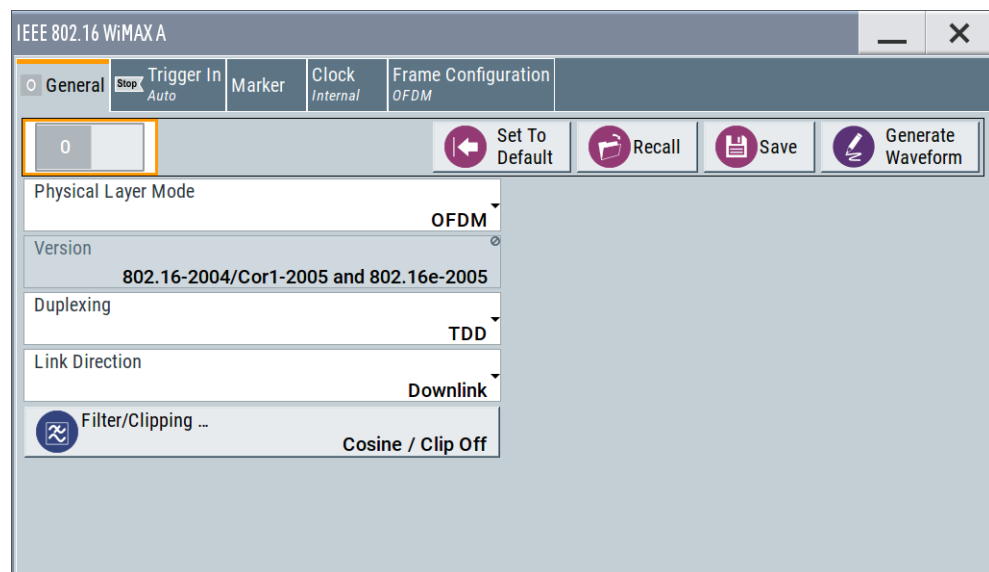 IEEE 802.16 WiMAX A
0 General
Stop Trigger In
Auto
Marker
Clock
Internal
Frame Configuration
OFDM
0
Set To
Default
Recall
Save
Generate
Waveform
Physical Layer Mode
OFDM
Version
802.16-2004/Cor1-2005 and 802.16e-2005
Duplexing
TDD
Link Direction
Downlink
Filter/Clipping ...
Cosine / Clip Off